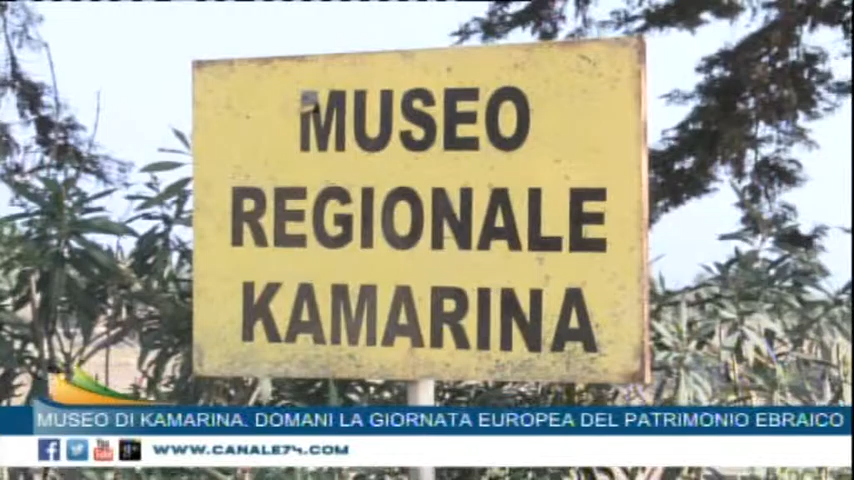 MUSEO
REGIONALE
KAMARINA
MUSEO DI KAMARINA. DOMANI LA GIORNATA EUROPEA DEL PATRIMONIO EBRAICO
WWW.CANALE74.COM